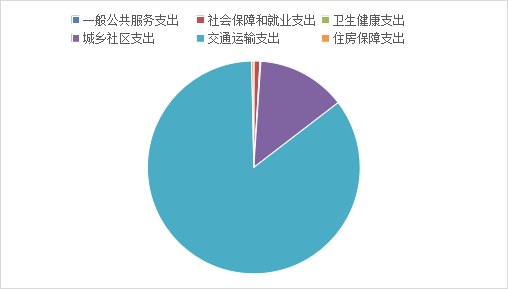 一般公共服务支出 社会保障和就业支出 卫生健康支出
城乡社区支出 交通运输支出 住房保障支出